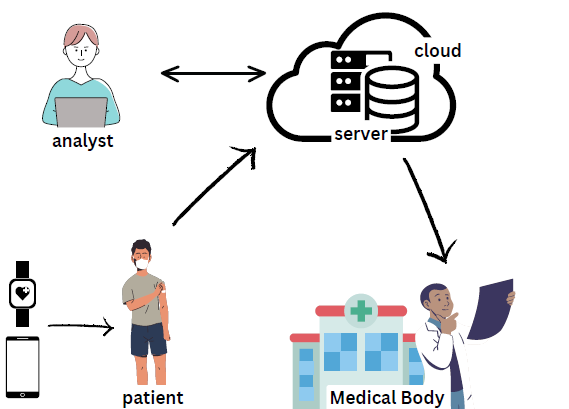 cloud
analyst
server
patient
Medical Body